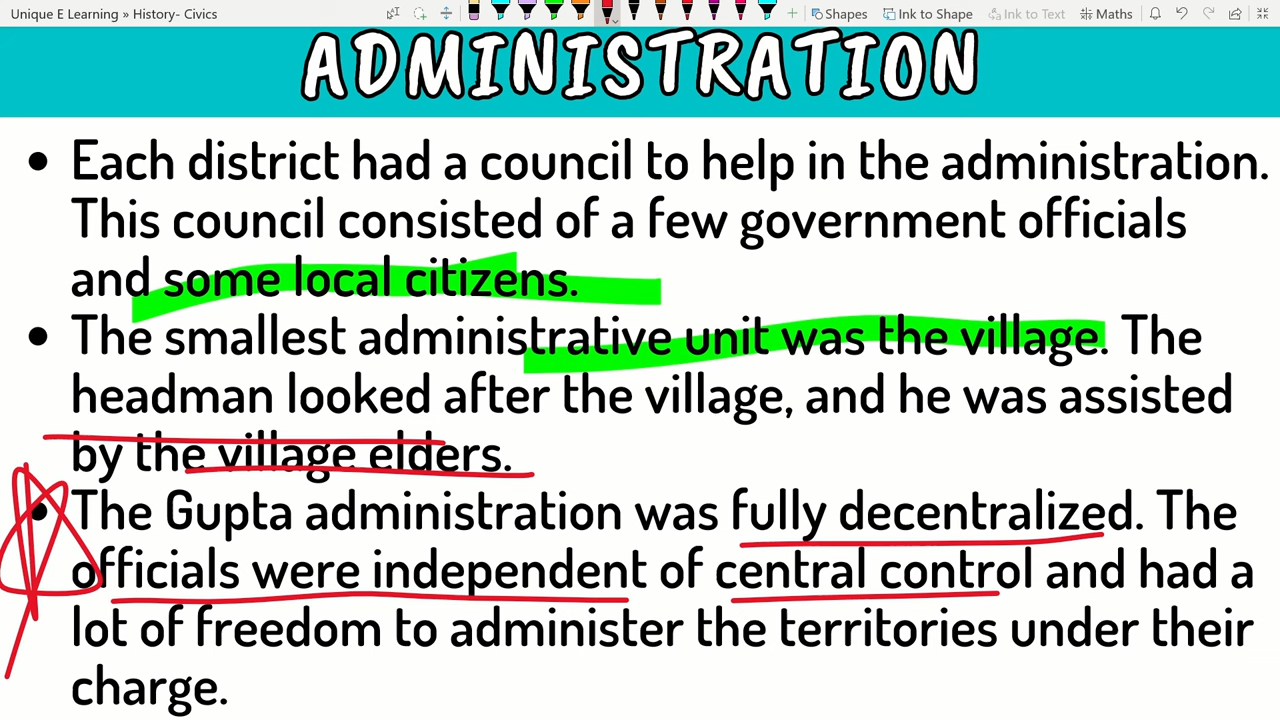 Unique E Learning » History- Civics
Shapes Ink to Shape Ink to Text Maths
ADMINISTRATION
• Each district had a council to help in the administration.
This council consisted of a few government officials
and some local citizens.
• The smallest administrative unit was the village. The
headman looked after the village, and he was assisted
by the village elders.
• The Gupta administration was fully decentralized. The
officials were independent of central control and had a
lot of freedom to administer the territories under their
charge.